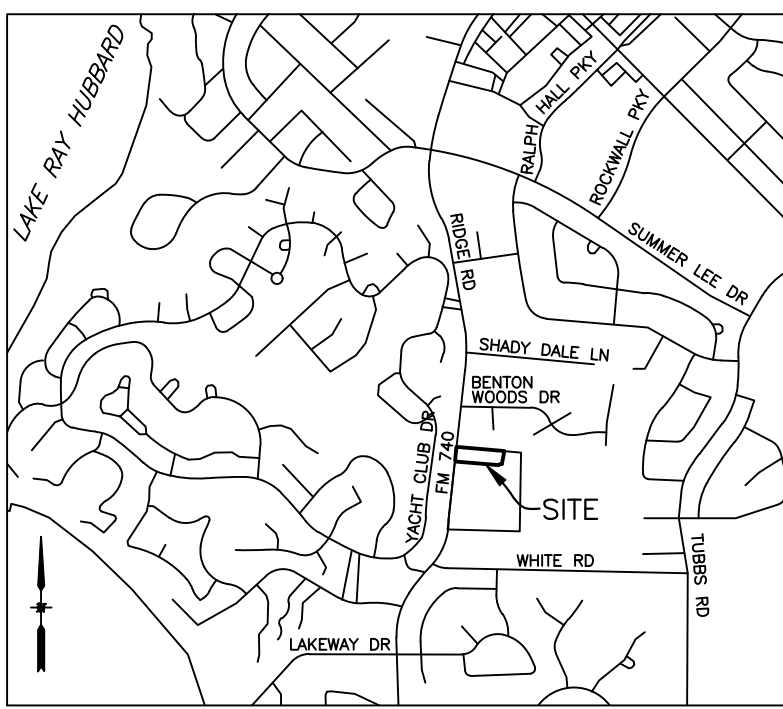 LAKE RAY HUBBARD
RALPH HALL PKY
ROCKWALL PKY
RIDGE RD
SUMMER LEE DR
SHADY DALE LN
BENTON
WOODS DR
YACHT CLUB DR
FM 740
SITE
WHITE RD
TUBBS RD
LAKEWAY DR